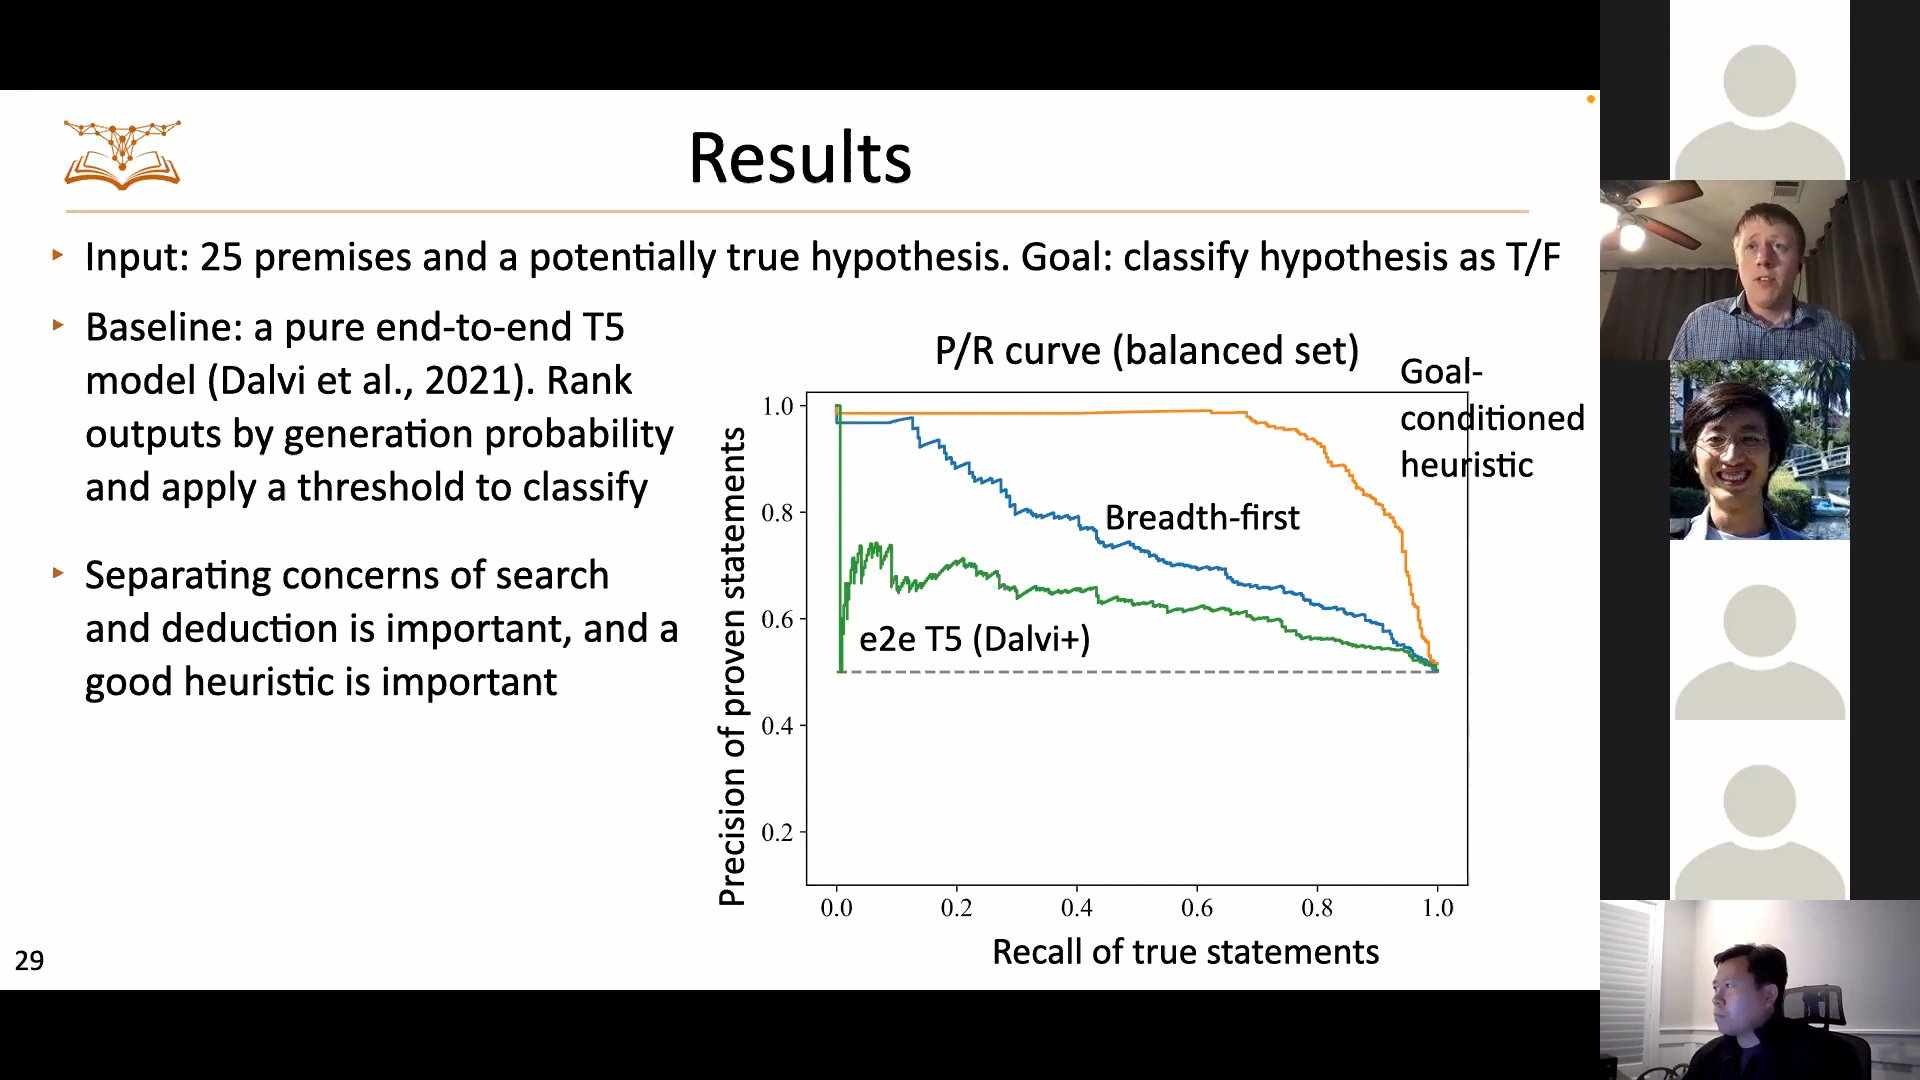 Results
▸ Input: 25 premises and a potentially true hypothesis. Goal: classify hypothesis as T/F
▸ Baseline: a pure end-to-end T5
model (Dalvi et al., 2021). Rank
outputs by generation probability
and apply a threshold to classify
▸ Separating concerns of search
and deduction is important, and a
good heuristic is important
P/R curve (balanced set)
Goal-
conditioned
heuristic
Breadth-first
e2e T5 (Dalvi+)
Precision of proven statements
1.0
0.8
0.6
0.4
0.2
0.0 0.2 0.4 0.6 0.8 1.0
Recall of true statements
29